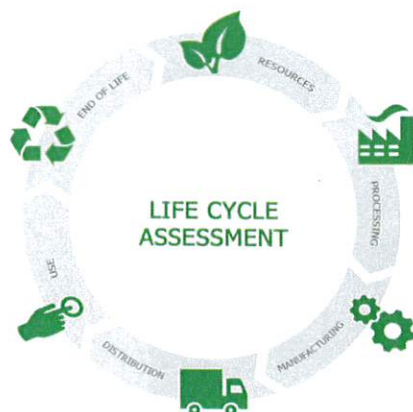 LIFE CYCLE
ASSESSMENT
RESOURCES
PROCESSING
MANUFACTURING
DISTRIBUTION
USE
END OF LIFE